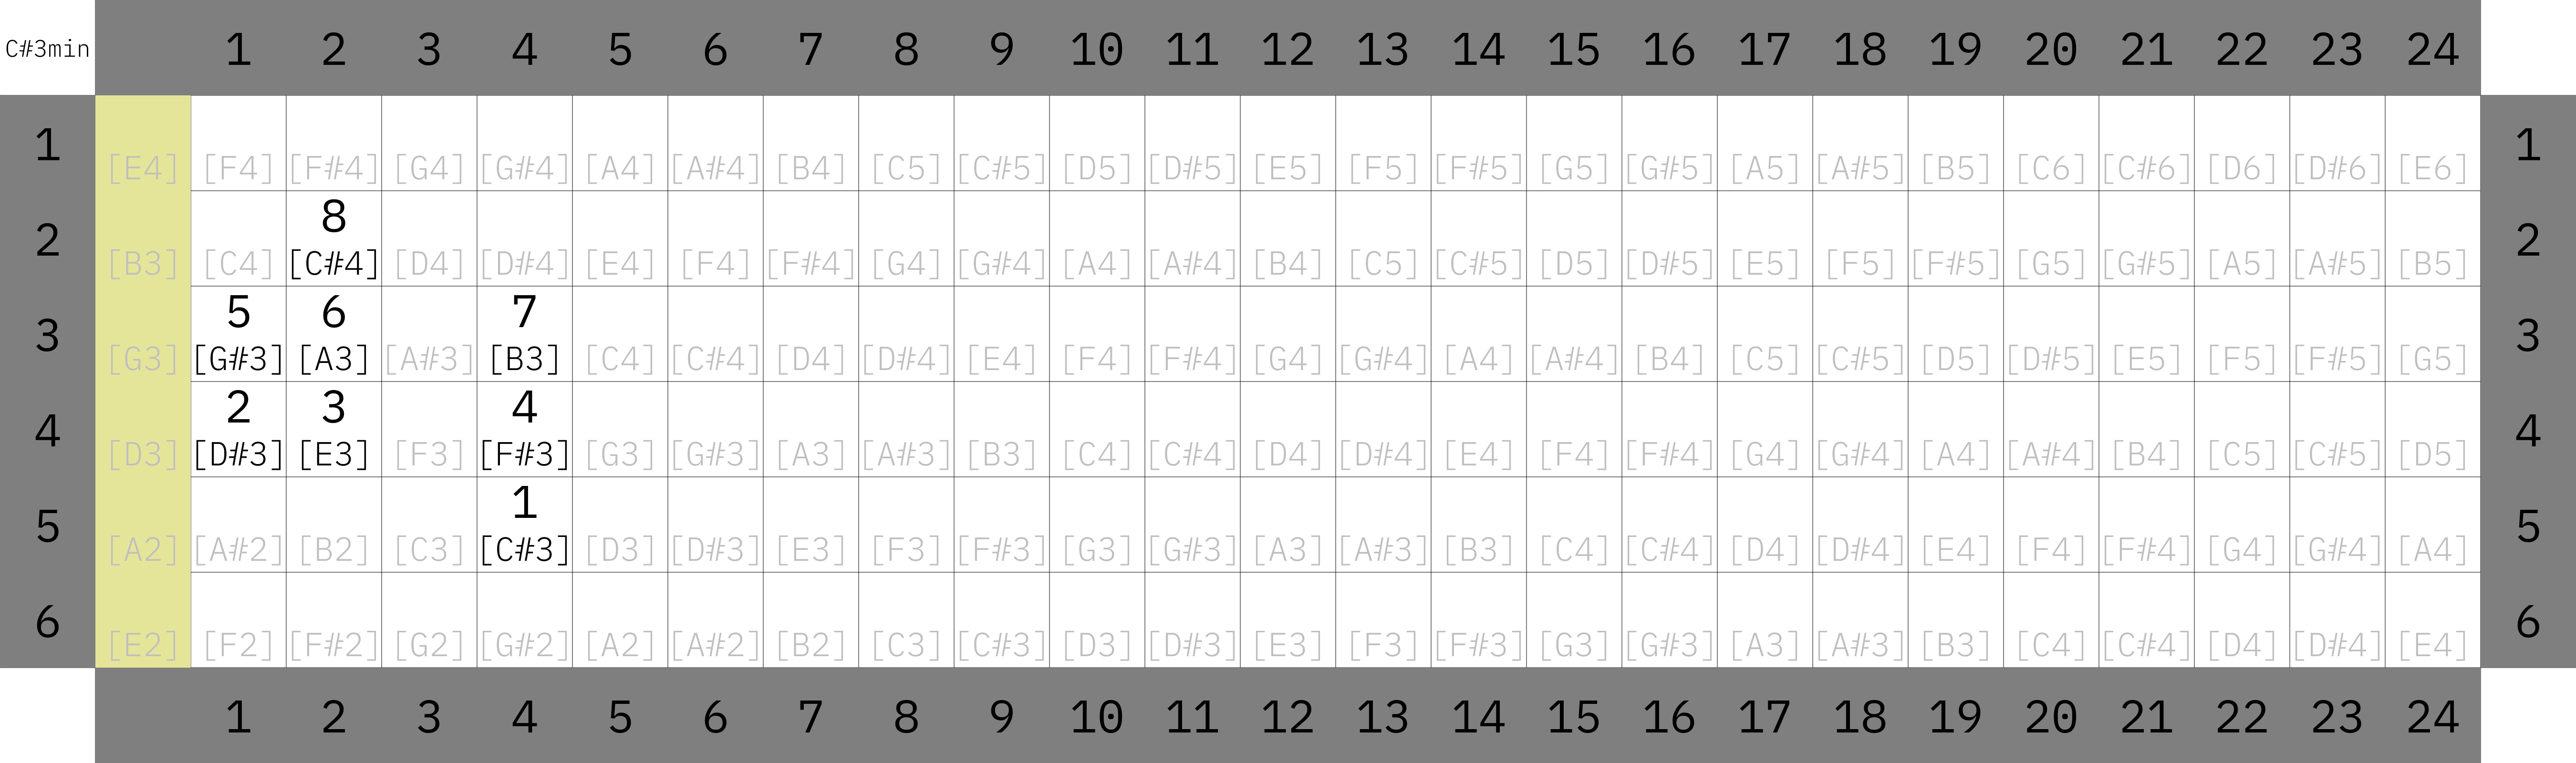 C#3min 1 2 3 4 5 6 7 8 9 10 11 12 13 14 15 16 17 18 19 20 21 22 23 24
1 [E4] [F4] [F#4] [G4] [G#4] [A4] [A#4] [B4] [C5] [C#5] [D5] [D#5] [E5] [F5] [F#5] [G5] [G#5] [A5] [A#5] [B5] [C6] [C#6] [D6] [D#6] [E6] 1
8
2 [B3] [C4] [C#4] [D4] [D#4] [E4] [F4] [F#4] [G4] [G#4] [A4] [A#4] [B4] [C5] [C#5] [D5] [D#5] [E5] [F5] [F#5] [G5] [G#5] [A5] [A#5] [B5] 2
5 6 7
3 [G3] [G#3] [A3] [A#3] [B3] [C4] [C#4] [D4] [D#4] [E4] [F4] [F#4] [G4] [G#4] [A4] [A#4] [B4] [C5] [C#5] [D5] [D#5] [E5] [F5] [F#5] [G5] 3
2 3 4
4 [D3] [D#3] [E3] [F3] [F#3] [G3] [G#3] [A3] [A#3] [B3] [C4] [C#4] [D4] [D#4] [E4] [F4] [F#4] [G4] [G#4] [A4] [A#4] [B4] [C5] [C#5] [D5] 4
1
5 [A2] [A#2] [B2] [C3] [C#3] [D3] [D#3] [E3] [F3] [F#3] [G3] [G#3] [A3] [A#3] [B3] [C4] [C#4] [D4] [D#4] [E4] [F4] [F#4] [G4] [G#4] [A4] 5
6 [E2] [F2] [F#2] [G2] [G#2] [A2] [A#2] [B2] [C3] [C#3] [D3] [D#3] [E3] [F3] [F#3] [G3] [G#3] [A3] [A#3] [B3] [C4] [C#4] [D4] [D#4] [E4] 6
1 2 3 4 5 6 7 8 9 10 11 12 13 14 15 16 17 18 19 20 21 22 23 24